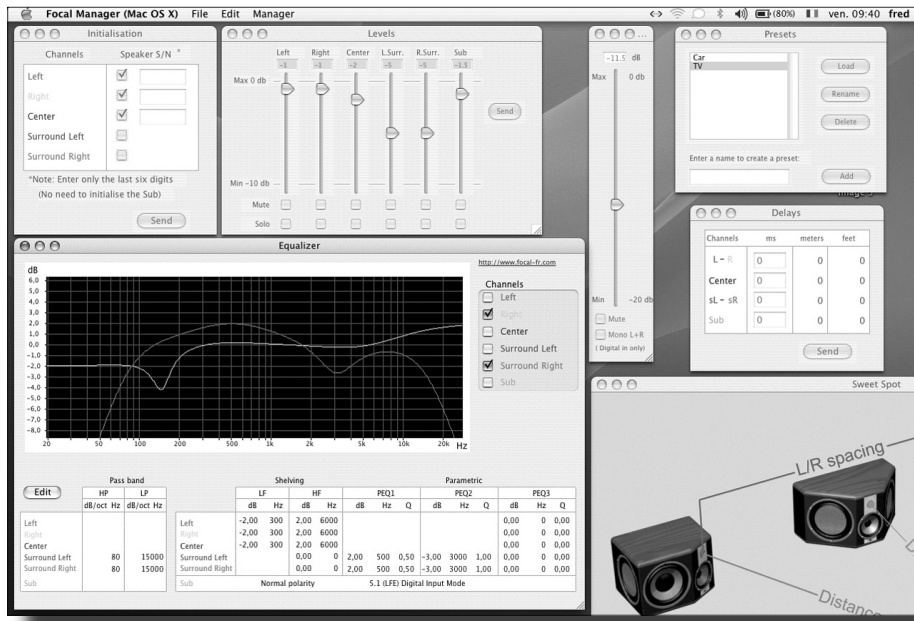 Focal Manager (Mac OS X) File Edit Manager (80%) ven. 09:40 fred
Initialisation
Channels Speaker S/N *
Left
Right
Center
Surround Left
Surround Right
*Note: Enter only the last six digits
(No need to initialise the Sub)
Send
Levels
Left Right Center L.Surr. R.Surr. Sub
-1 -1 -2 -5 -5 -1.5
Max 0 db
Send
Min -10 db
Mute
Solo
...
-11.5 dB
Max 0 db
Min -20 db
Mute
Mono L+R
(Digital in only)
Presets
Car
TV
Load
Rename
Delete
Enter a name to create a preset:
Add
Delays
Channels ms meters feet
L - R 0 0 0
Center 0 0 0
sL - sR 0 0 0
Sub 0 0 0
Send
Equalizer
http://www.focal-fr.com
dB
6,0
5,0
4,0
3,0
2,0
1,0
0,0
-1,0
-2,0
-3,0
-4,0
-5,0
-6,0
-7,0
-8,0
20 50 100 200 500 1k 2k 5k 10k 20k Hz
Channels
Left
Right
Center
Surround Left
Surround Right
Sub
Edit
Pass band
HP LP
dB/oct Hz dB/oct Hz
Left
Right
Center
Surround Left 80 15000
Surround Right 80 15000
Sub
Shelving Parametric
LF HF PEQ1 PEQ2 PEQ3
dB Hz dB Hz dB Hz Q dB Hz Q dB Hz Q
Left -2,00 300 2,00 6000 0,00 0 0,00
Right -2,00 300 2,00 6000 0,00 0 0,00
Center -2,00 300 2,00 6000 0,00 0 0,00
Surround Left 0,00 0 2,00 500 0,50 -3,00 3000 1,00 0,00 0 0,00
Surround Right 0,00 0 2,00 500 0,50 -3,00 3000 1,00 0,00 0 0,00
Sub Normal polarity 5.1 (LFE) Digital Input Mode
Sweet Spot
L/R spacing
Distance